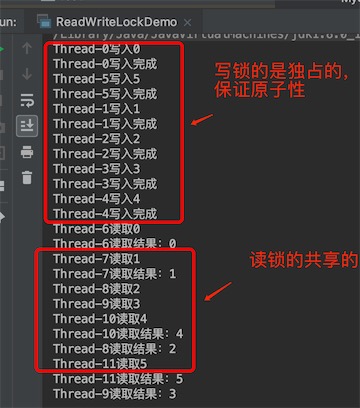 un:
ReadWriteLockDemo
/Library/Java/JavaVirtualMachines/jdk1.8.0_1
Thread-0写入0
Thread-0写入完成
Thread-5写入5
Thread-5写入完成
Thread-1写入1
Thread-1写入完成
Thread-2写入2
Thread-2写入完成
Thread-3写入3
Thread-3写入完成
Thread-4写入4
Thread-4写入完成
Thread-6读取0
Thread-6读取结果：0
Thread-7读取1
Thread-7读取结果：1
Thread-8读取2
Thread-9读取3
Thread-10读取4
Thread-10读取结果：4
Thread-8读取结果：2
Thread-11读取5
Thread-11读取结果：5
Thread-9读取结果：3
写锁的是独占的，
保证原子性
读锁的共享的